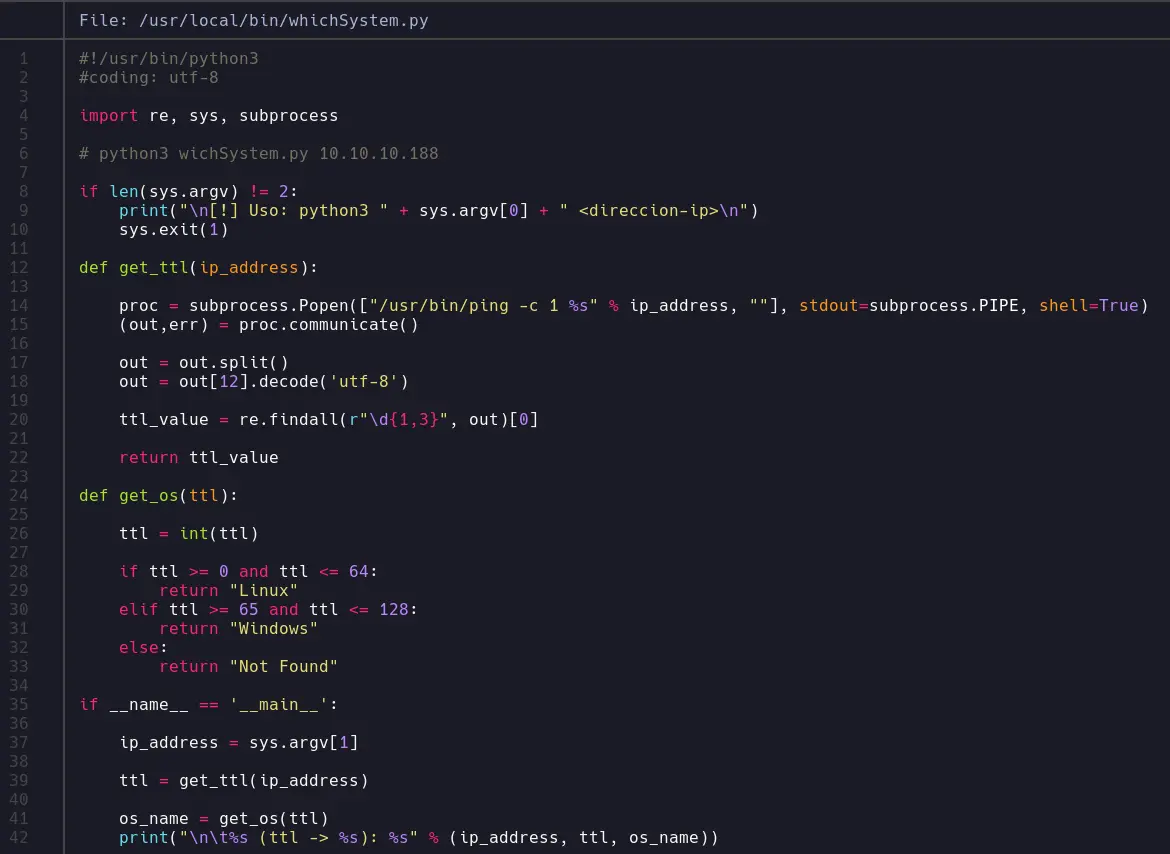 File: /usr/local/bin/whichSystem.py
1 #!/usr/bin/python3
2 #coding: utf-8
3
4 import re, sys, subprocess
5
6 # python3 wichSystem.py 10.10.10.188
7
8 if len(sys.argv) != 2:
9     print("\n[!] Uso: python3 " + sys.argv[0] + " <direccion-ip>\n")
10     sys.exit(1)
11
12 def get_ttl(ip_address):
13
14     proc = subprocess.Popen(["/usr/bin/ping -c 1 %s" % ip_address, ""], stdout=subprocess.PIPE, shell=True)
15     (out,err) = proc.communicate()
16
17     out = out.split()
18     out = out[12].decode('utf-8')
19
20     ttl_value = re.findall(r"\d{1,3}", out)[0]
21
22     return ttl_value
23
24 def get_os(ttl):
25
26     ttl = int(ttl)
27
28     if ttl >= 0 and ttl <= 64:
29         return "Linux"
30     elif ttl >= 65 and ttl <= 128:
31         return "Windows"
32     else:
33         return "Not Found"
34
35 if __name__ == '__main__':
36
37     ip_address = sys.argv[1]
38
39     ttl = get_ttl(ip_address)
40
41     os_name = get_os(ttl)
42     print("\n\t%s (ttl -> %s): %s" % (ip_address, ttl, os_name))